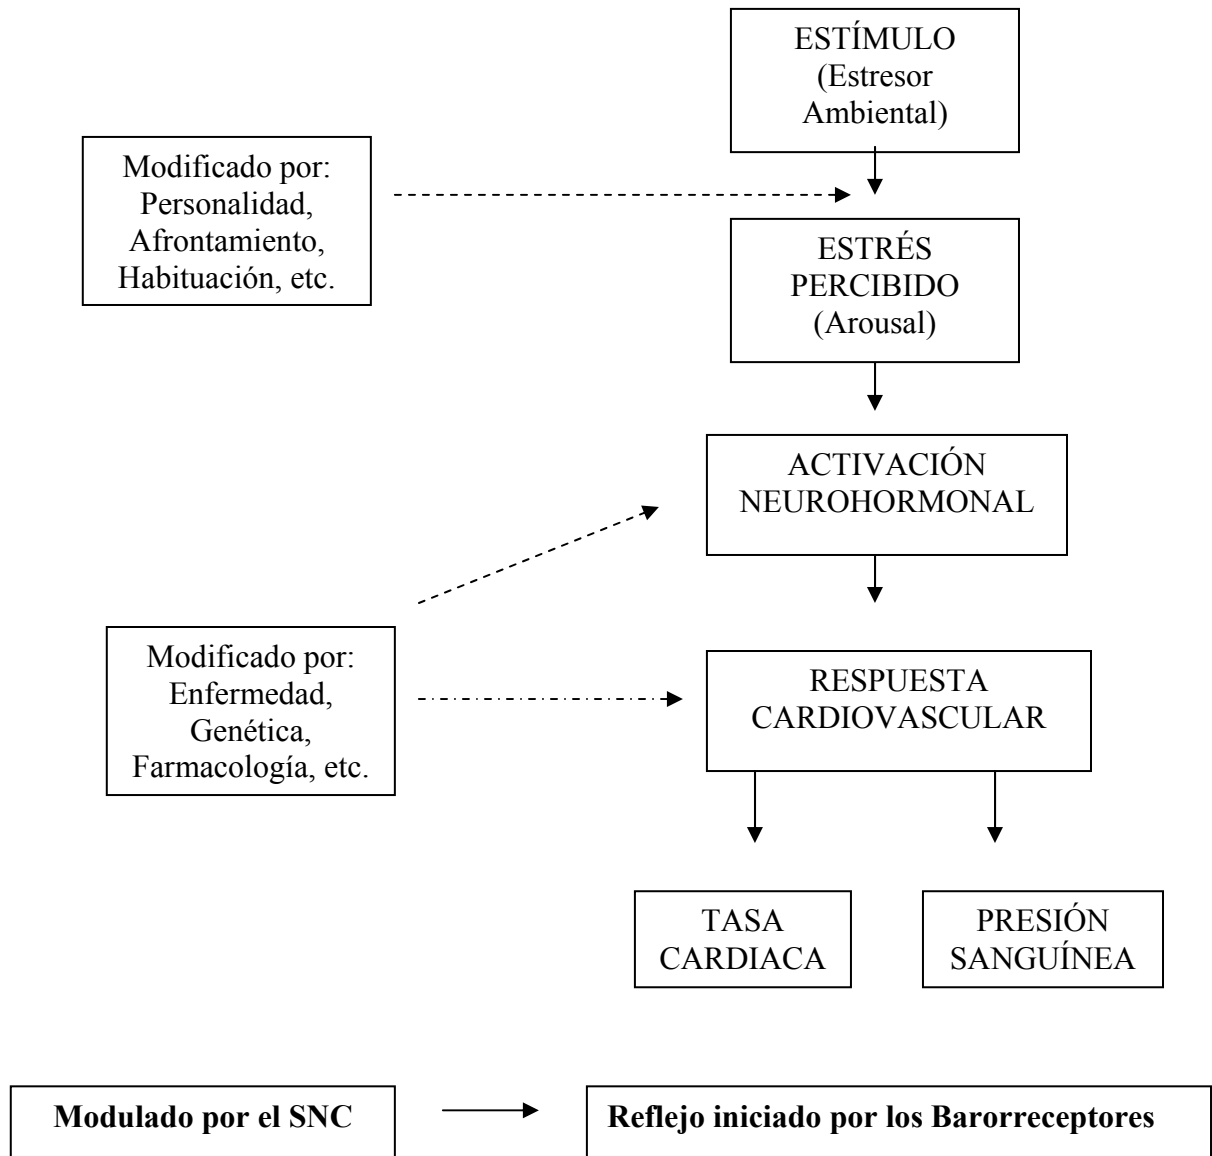 ESTÍMULO
(Estresor
Ambiental)
Modificado por:
Personalidad,
Afrontamiento,
Habituación, etc.
ESTRÉS
PERCIBIDO
(Arousal)
ACTIVACIÓN
NEUROHORMONAL
Modificado por:
Enfermedad,
Genética,
Farmacología, etc.
RESPUESTA
CARDIOVASCULAR
TASA
CARDIACA
PRESIÓN
SANGUÍNEA
Modulado por el SNC
Reflejo iniciado por los Barorreceptores